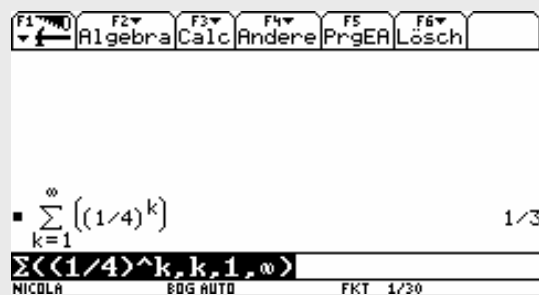 F1 F2 F3 F4 F5 F6
Algebra Calc Andere PrgEA Lösch
∞
■ Σ ((1/4)^k) 1/3
k=1
Σ((1/4)^k,k,1,∞)
NICOLA BOG AUTO FKT 1/30